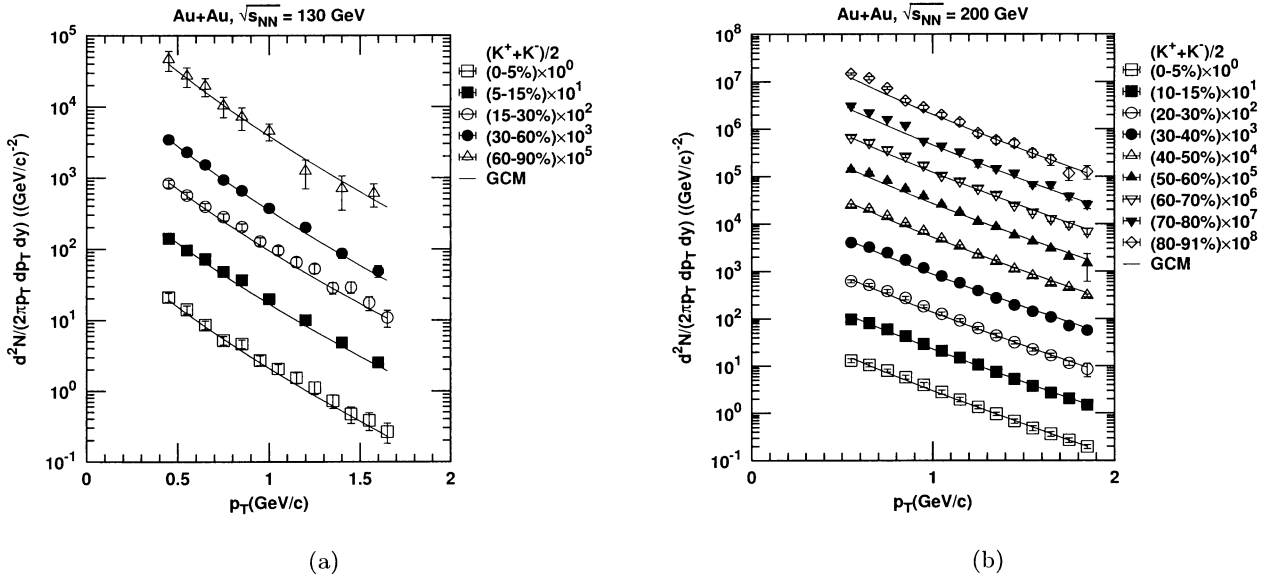 Au+Au, √sNN = 130 GeV
d²N/(2πpT dpT dy) ((GeV/c)⁻²)
10⁵
10⁴
10³
10²
10¹
10⁰
10⁻¹
0 0.5 1 1.5 2
pT(GeV/c)
(K⁺+K⁻)/2
(0-5%)×10⁰
(5-15%)×10¹
(15-30%)×10²
(30-60%)×10³
(60-90%)×10⁵
GCM
(a)
Au+Au, √sNN = 200 GeV
d²N/(2πpT dpT dy) ((GeV/c)⁻²)
10⁸
10⁷
10⁶
10⁵
10⁴
10³
10²
10¹
10⁰
10⁻¹
0 1 2
pT(GeV/c)
(K⁺+K⁻)/2
(0-5%)×10⁰
(10-15%)×10¹
(20-30%)×10²
(30-40%)×10³
(40-50%)×10⁴
(50-60%)×10⁵
(60-70%)×10⁶
(70-80%)×10⁷
(80-91%)×10⁸
GCM
(b)